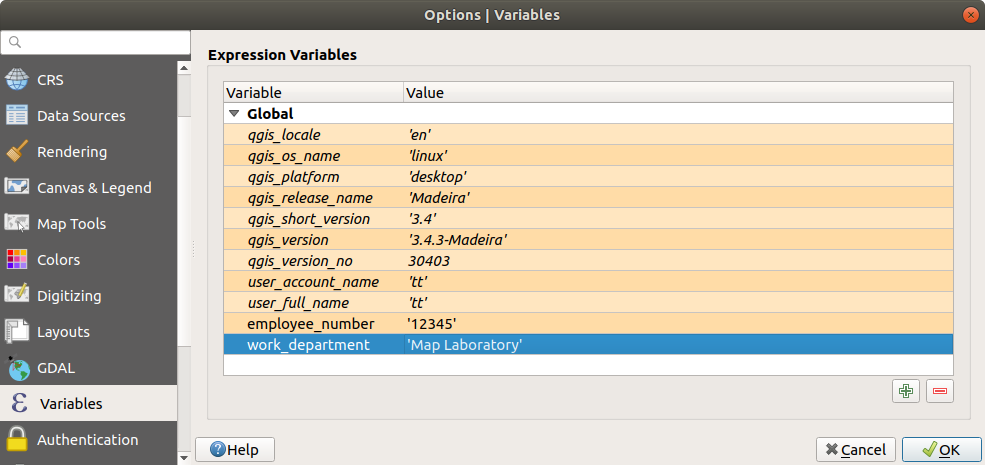 Options | Variables
CRS
Data Sources
Rendering
Canvas & Legend
Map Tools
Colors
Digitizing
Layouts
GDAL
Variables
Authentication
Expression Variables
Variable Value
Global
qgis_locale 'en'
qgis_os_name 'linux'
qgis_platform 'desktop'
qgis_release_name 'Madeira'
qgis_short_version '3.4'
qgis_version '3.4.3-Madeira'
qgis_version_no 30403
user_account_name 'tt'
user_full_name 'tt'
employee_number '12345'
work_department 'Map Laboratory'
Help Cancel OK